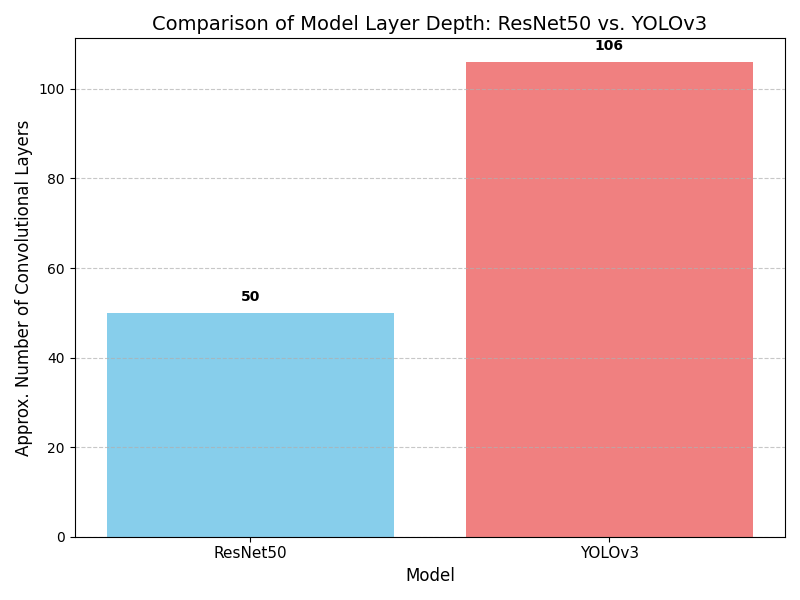 Comparison of Model Layer Depth: ResNet50 vs. YOLOv3
106
50
100
80
60
40
20
0
Approx. Number of Convolutional Layers
ResNet50
YOLOv3
Model